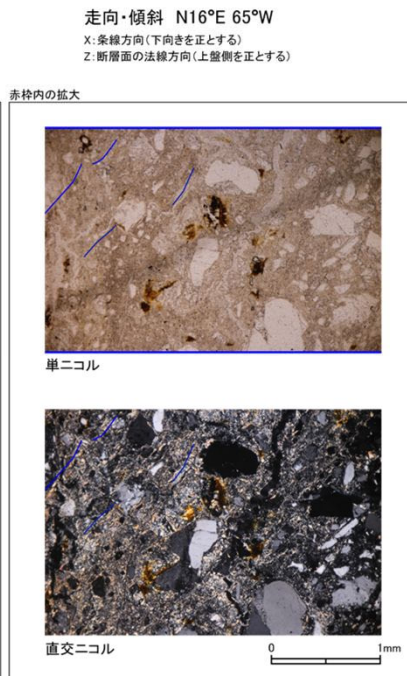 走向・傾斜 N16°E 65°W
X:条線方向(下向きを正とする)
Z:断層面の法線方向(上盤側を正とする)
赤枠内の拡大
単ニコル
直交ニコル
0 1mm